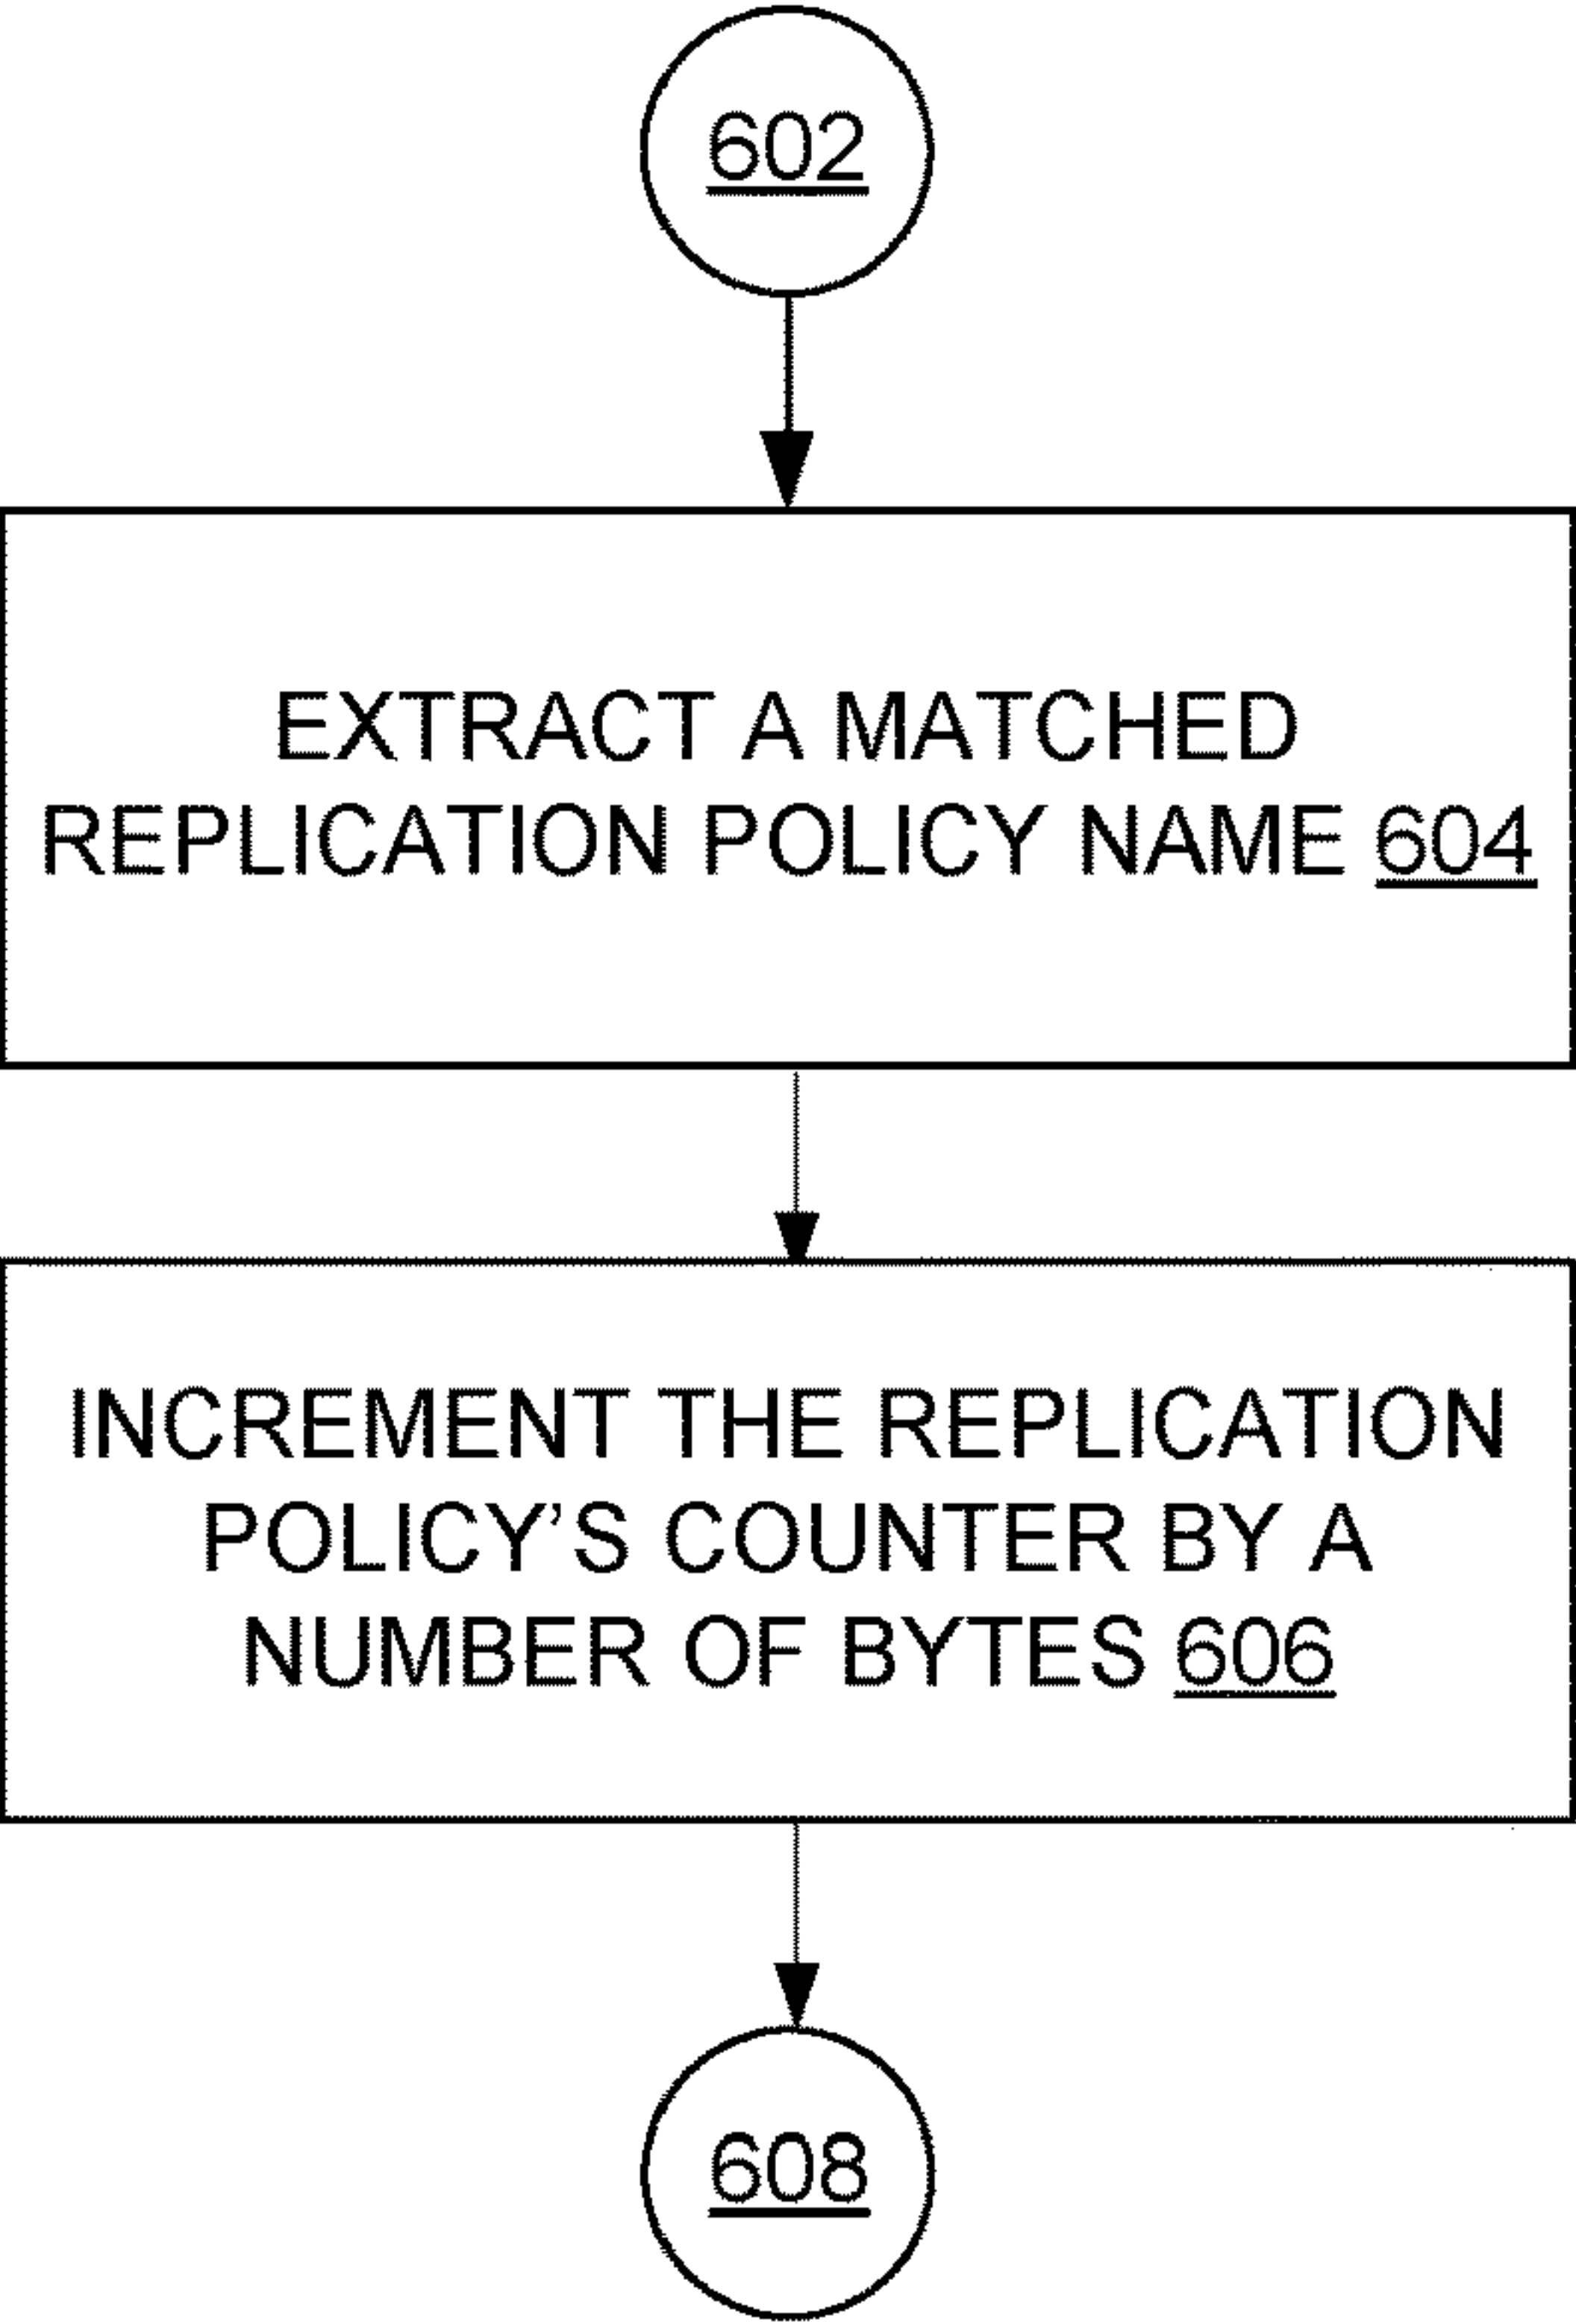 602
EXTRACT A MATCHED
REPLICATION POLICY NAME 604
INCREMENT THE REPLICATION
POLICY'S COUNTER BY A
NUMBER OF BYTES 606
608